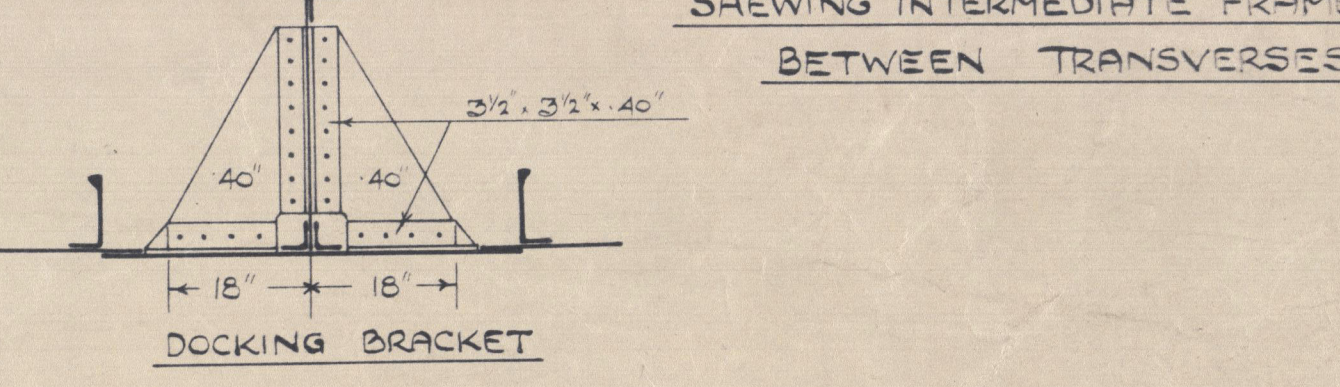 SHEWING INTERMEDIATE FRAME
BETWEEN TRANSVERSES
3½" x 3½" x .40"
.40" .40"
18" 18"
DOCKING BRACKET